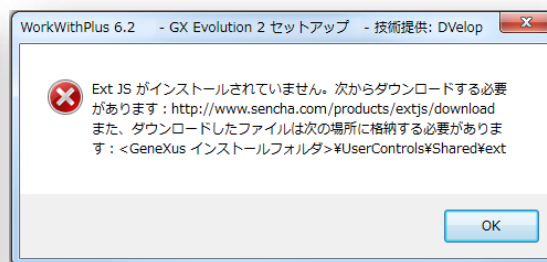 WorkWithPlus 6.2 - GX Evolution 2 セットアップ - 技術提供: DVelop
Ext JS がインストールされていません。次からダウンロードする必要
があります：http://www.sencha.com/products/extjs/download
また、ダウンロードしたファイルは次の場所に格納する必要がありま
す：<GeneXus インストールフォルダ>¥UserControls¥Shared¥ext
OK